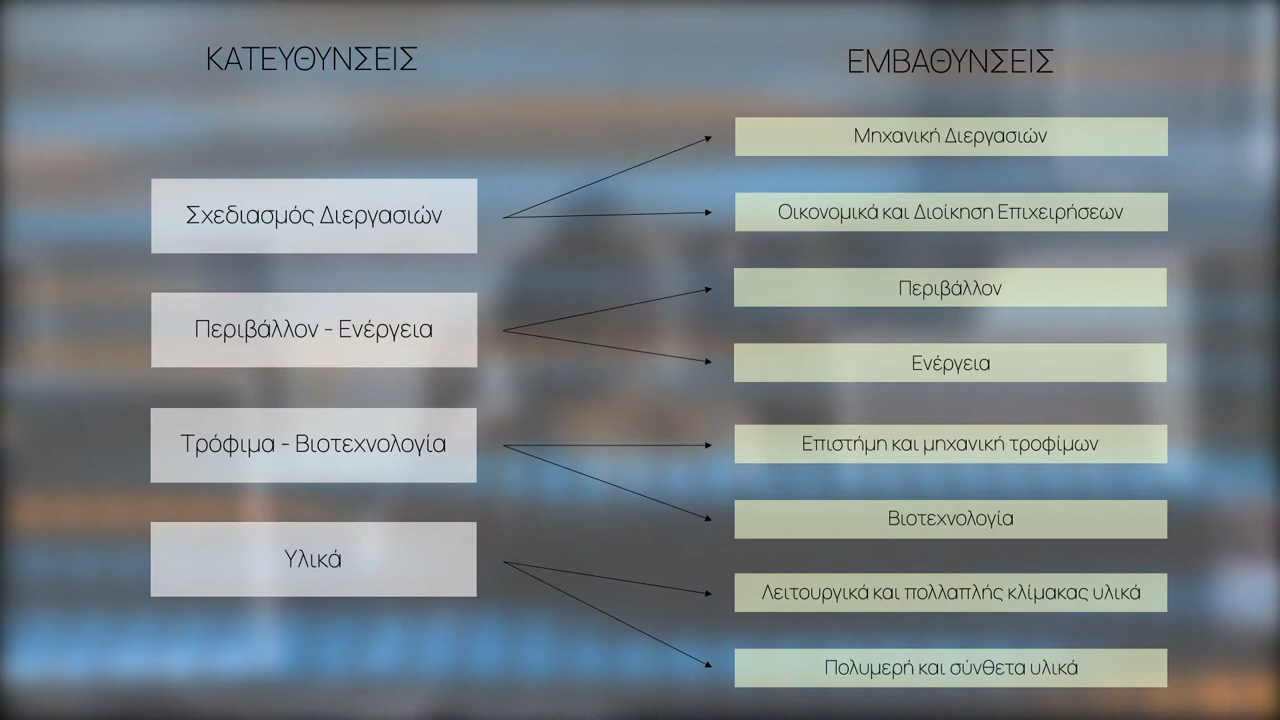 ΚΑΤΕΥΘΥΝΣΕΙΣ
Σχεδιασμός Διεργασιών
Περιβάλλον - Ενέργεια
Τρόφιμα - Βιοτεχνολογία
Υλικά
ΕΜΒΑΘΥΝΣΕΙΣ
Μηχανική Διεργασιών
Οικονομικά και Διοίκηση Επιχειρήσεων
Περιβάλλον
Ενέργεια
Επιστήμη και μηχανική τροφίμων
Βιοτεχνολογία
Λειτουργικά και πολλαπλής κλίμακας υλικά
Πολυμερή και σύνθετα υλικά